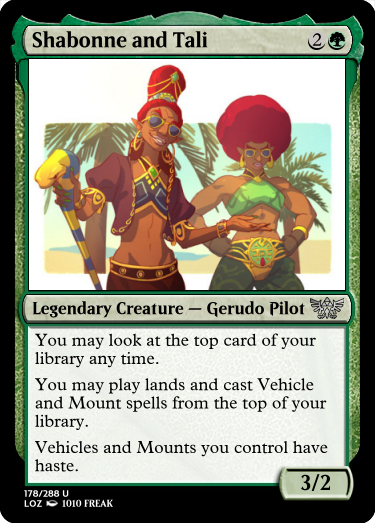 Shabonne and Tali 2
Legendary Creature — Gerudo Pilot
You may look at the top card of your
library any time.
You may play lands and cast Vehicle
and Mount spells from the top of your
library.
Vehicles and Mounts you control have
haste.
3/2
178/288 U
LOZ 1010 FREAK